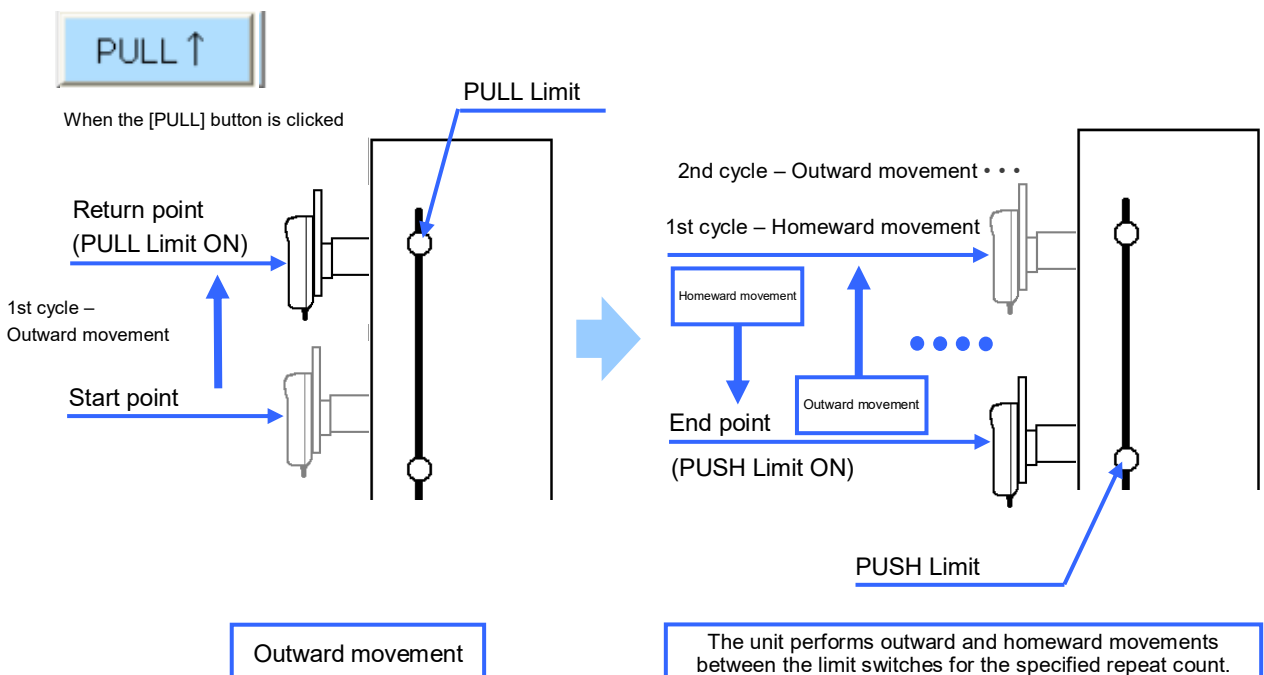 PULL↑
When the [PULL] button is clicked
PULL Limit
Return point
(PULL Limit ON)
1st cycle –
Outward movement
Start point
Outward movement
2nd cycle – Outward movement・・・
1st cycle – Homeward movement
Homeward movement
Outward movement
End point
(PUSH Limit ON)
PUSH Limit
The unit performs outward and homeward movements
between the limit switches for the specified repeat count.